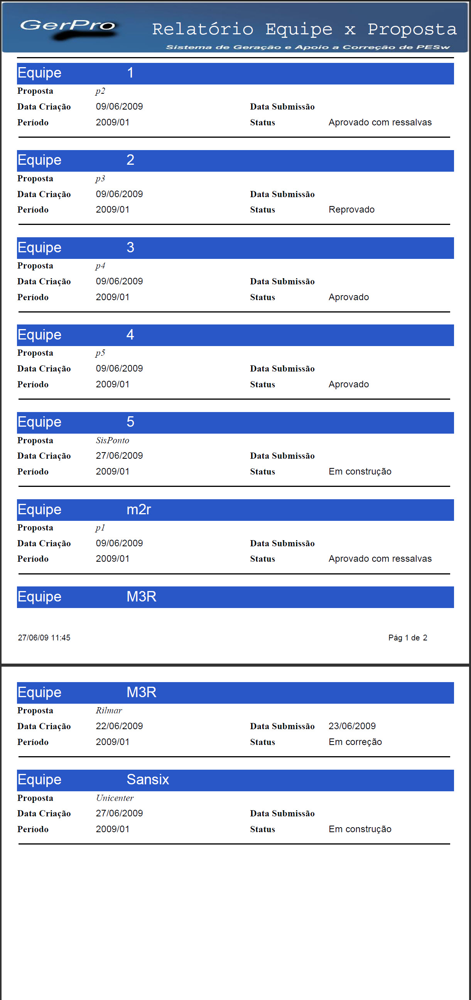 GerPro
Relatório Equipe x Proposta
Sistema de Geração e Apoio a Correção de PESw
Equipe 1
Proposta p2
Data Criação 09/06/2009 Data Submissão
Período 2009/01 Status Aprovado com ressalvas
Equipe 2
Proposta p3
Data Criação 09/06/2009 Data Submissão
Período 2009/01 Status Reprovado
Equipe 3
Proposta p4
Data Criação 09/06/2009 Data Submissão
Período 2009/01 Status Aprovado
Equipe 4
Proposta p5
Data Criação 09/06/2009 Data Submissão
Período 2009/01 Status Aprovado
Equipe 5
Proposta SisPonto
Data Criação 27/06/2009 Data Submissão
Período 2009/01 Status Em construção
Equipe m2r
Proposta p1
Data Criação 09/06/2009 Data Submissão
Período 2009/01 Status Aprovado com ressalvas
Equipe M3R
27/06/09 11:45 Pág 1 de 2
Equipe M3R
Proposta Rilmar
Data Criação 22/06/2009 Data Submissão 23/06/2009
Período 2009/01 Status Em correção
Equipe Sansix
Proposta Unicenter
Data Criação 27/06/2009 Data Submissão
Período 2009/01 Status Em construção